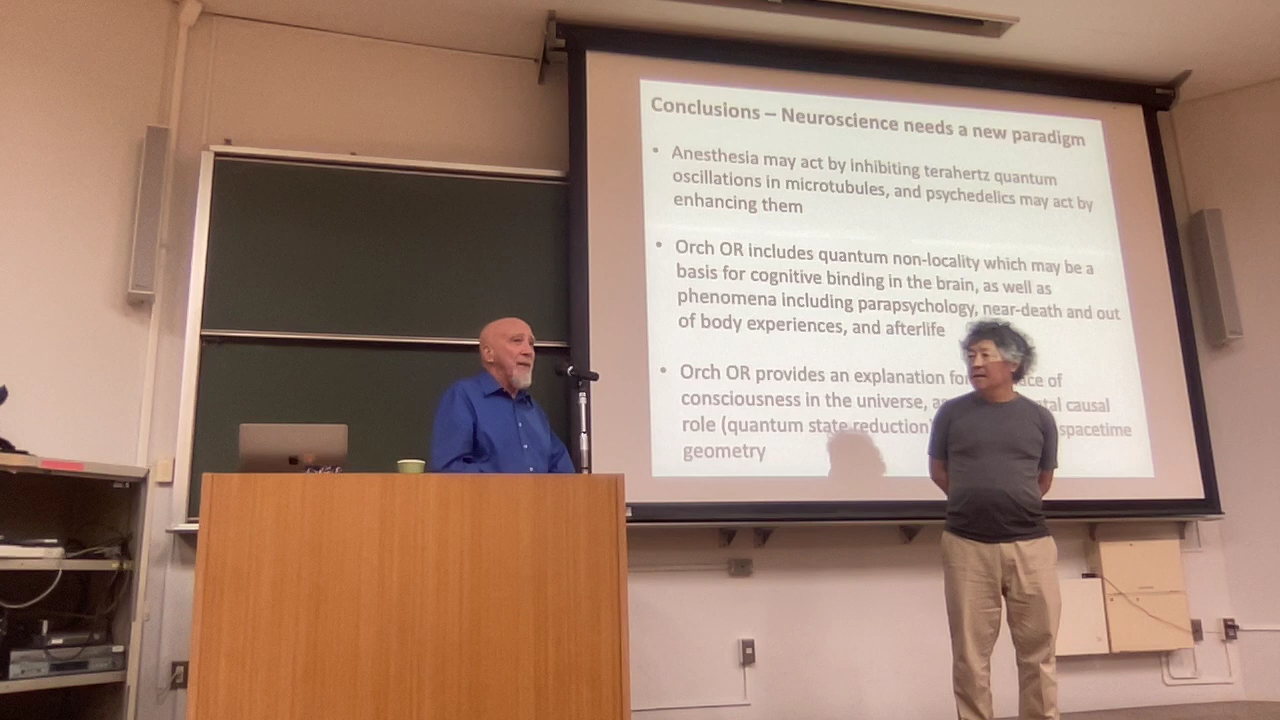 Conclusions – Neuroscience needs a new paradigm
• Anesthesia may act by inhibiting terahertz quantum
oscillations in microtubules, and psychedelics may act by
enhancing them
• Orch OR includes quantum non-locality which may be a
basis for cognitive binding in the brain, as well as
phenomena including parapsychology, near-death and out
of body experiences, and afterlife
• Orch OR provides an explanation of
consciousness in the universe, causal
role (quantum state reduction) spacetime
geometry